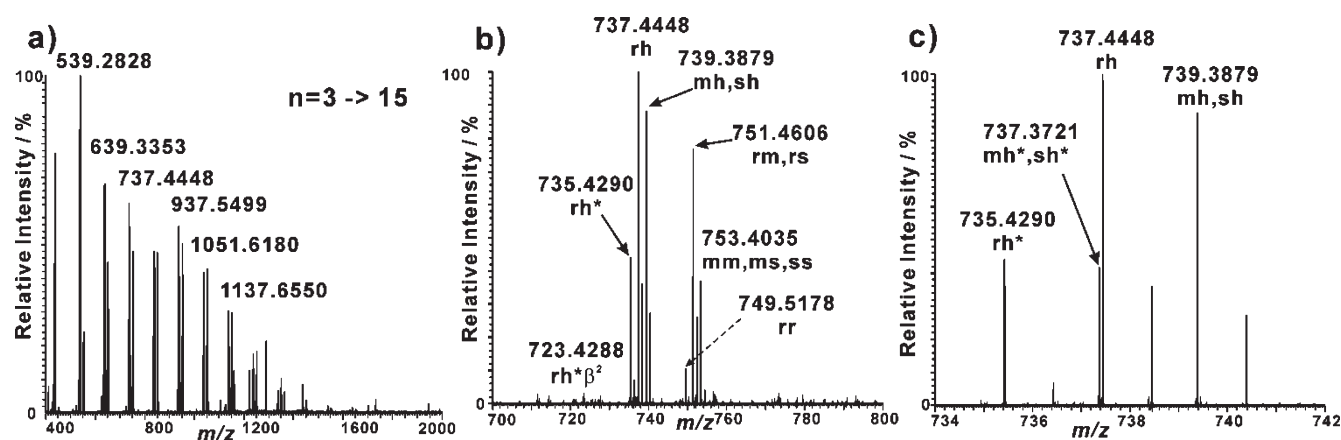 a)
539.2828
100
n=3 -> 15
639.3353
737.4448
937.5499
1051.6180
1137.6550
Relative Intensity / %
0
400 800 1200 1600 2000
m/z
b)
737.4448
rh
100
739.3879
mh,sh
751.4606
rm,rs
735.4290
rh*
753.4035
mm,ms,ss
749.5178
rr
723.4288
rh*β²
Relative Intensity / %
0
700 720 740 760 780 800
m/z
c)
737.4448
rh
100
739.3879
mh,sh
737.3721
mh*,sh*
735.4290
rh*
Relative Intensity / %
0
734 736 738 740 742
m/z